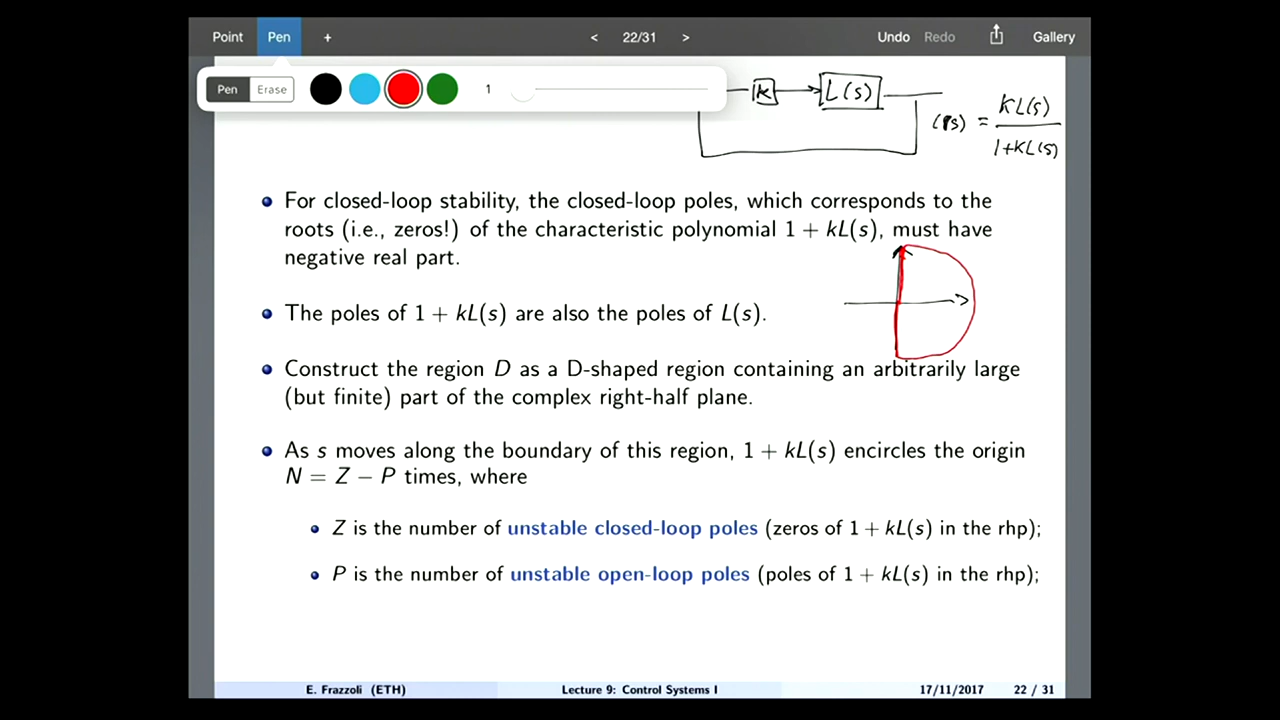 Point Pen + < 22/31 > Undo Redo Gallery
Pen Erase 1
k L(s)
= kL(s)
1+kL(s)
For closed-loop stability, the closed-loop poles, which corresponds to the
roots (i.e., zeros!) of the characteristic polynomial 1 + kL(s), must have
negative real part.
The poles of 1 + kL(s) are also the poles of L(s).
Construct the region D as a D-shaped region containing an arbitrarily large
(but finite) part of the complex right-half plane.
As s moves along the boundary of this region, 1 + kL(s) encircles the origin
N = Z − P times, where
Z is the number of unstable closed-loop poles (zeros of 1 + kL(s) in the rhp);
P is the number of unstable open-loop poles (poles of 1 + kL(s) in the rhp);
E. Frazzoli (ETH) Lecture 9: Control Systems I 17/11/2017 22 / 31